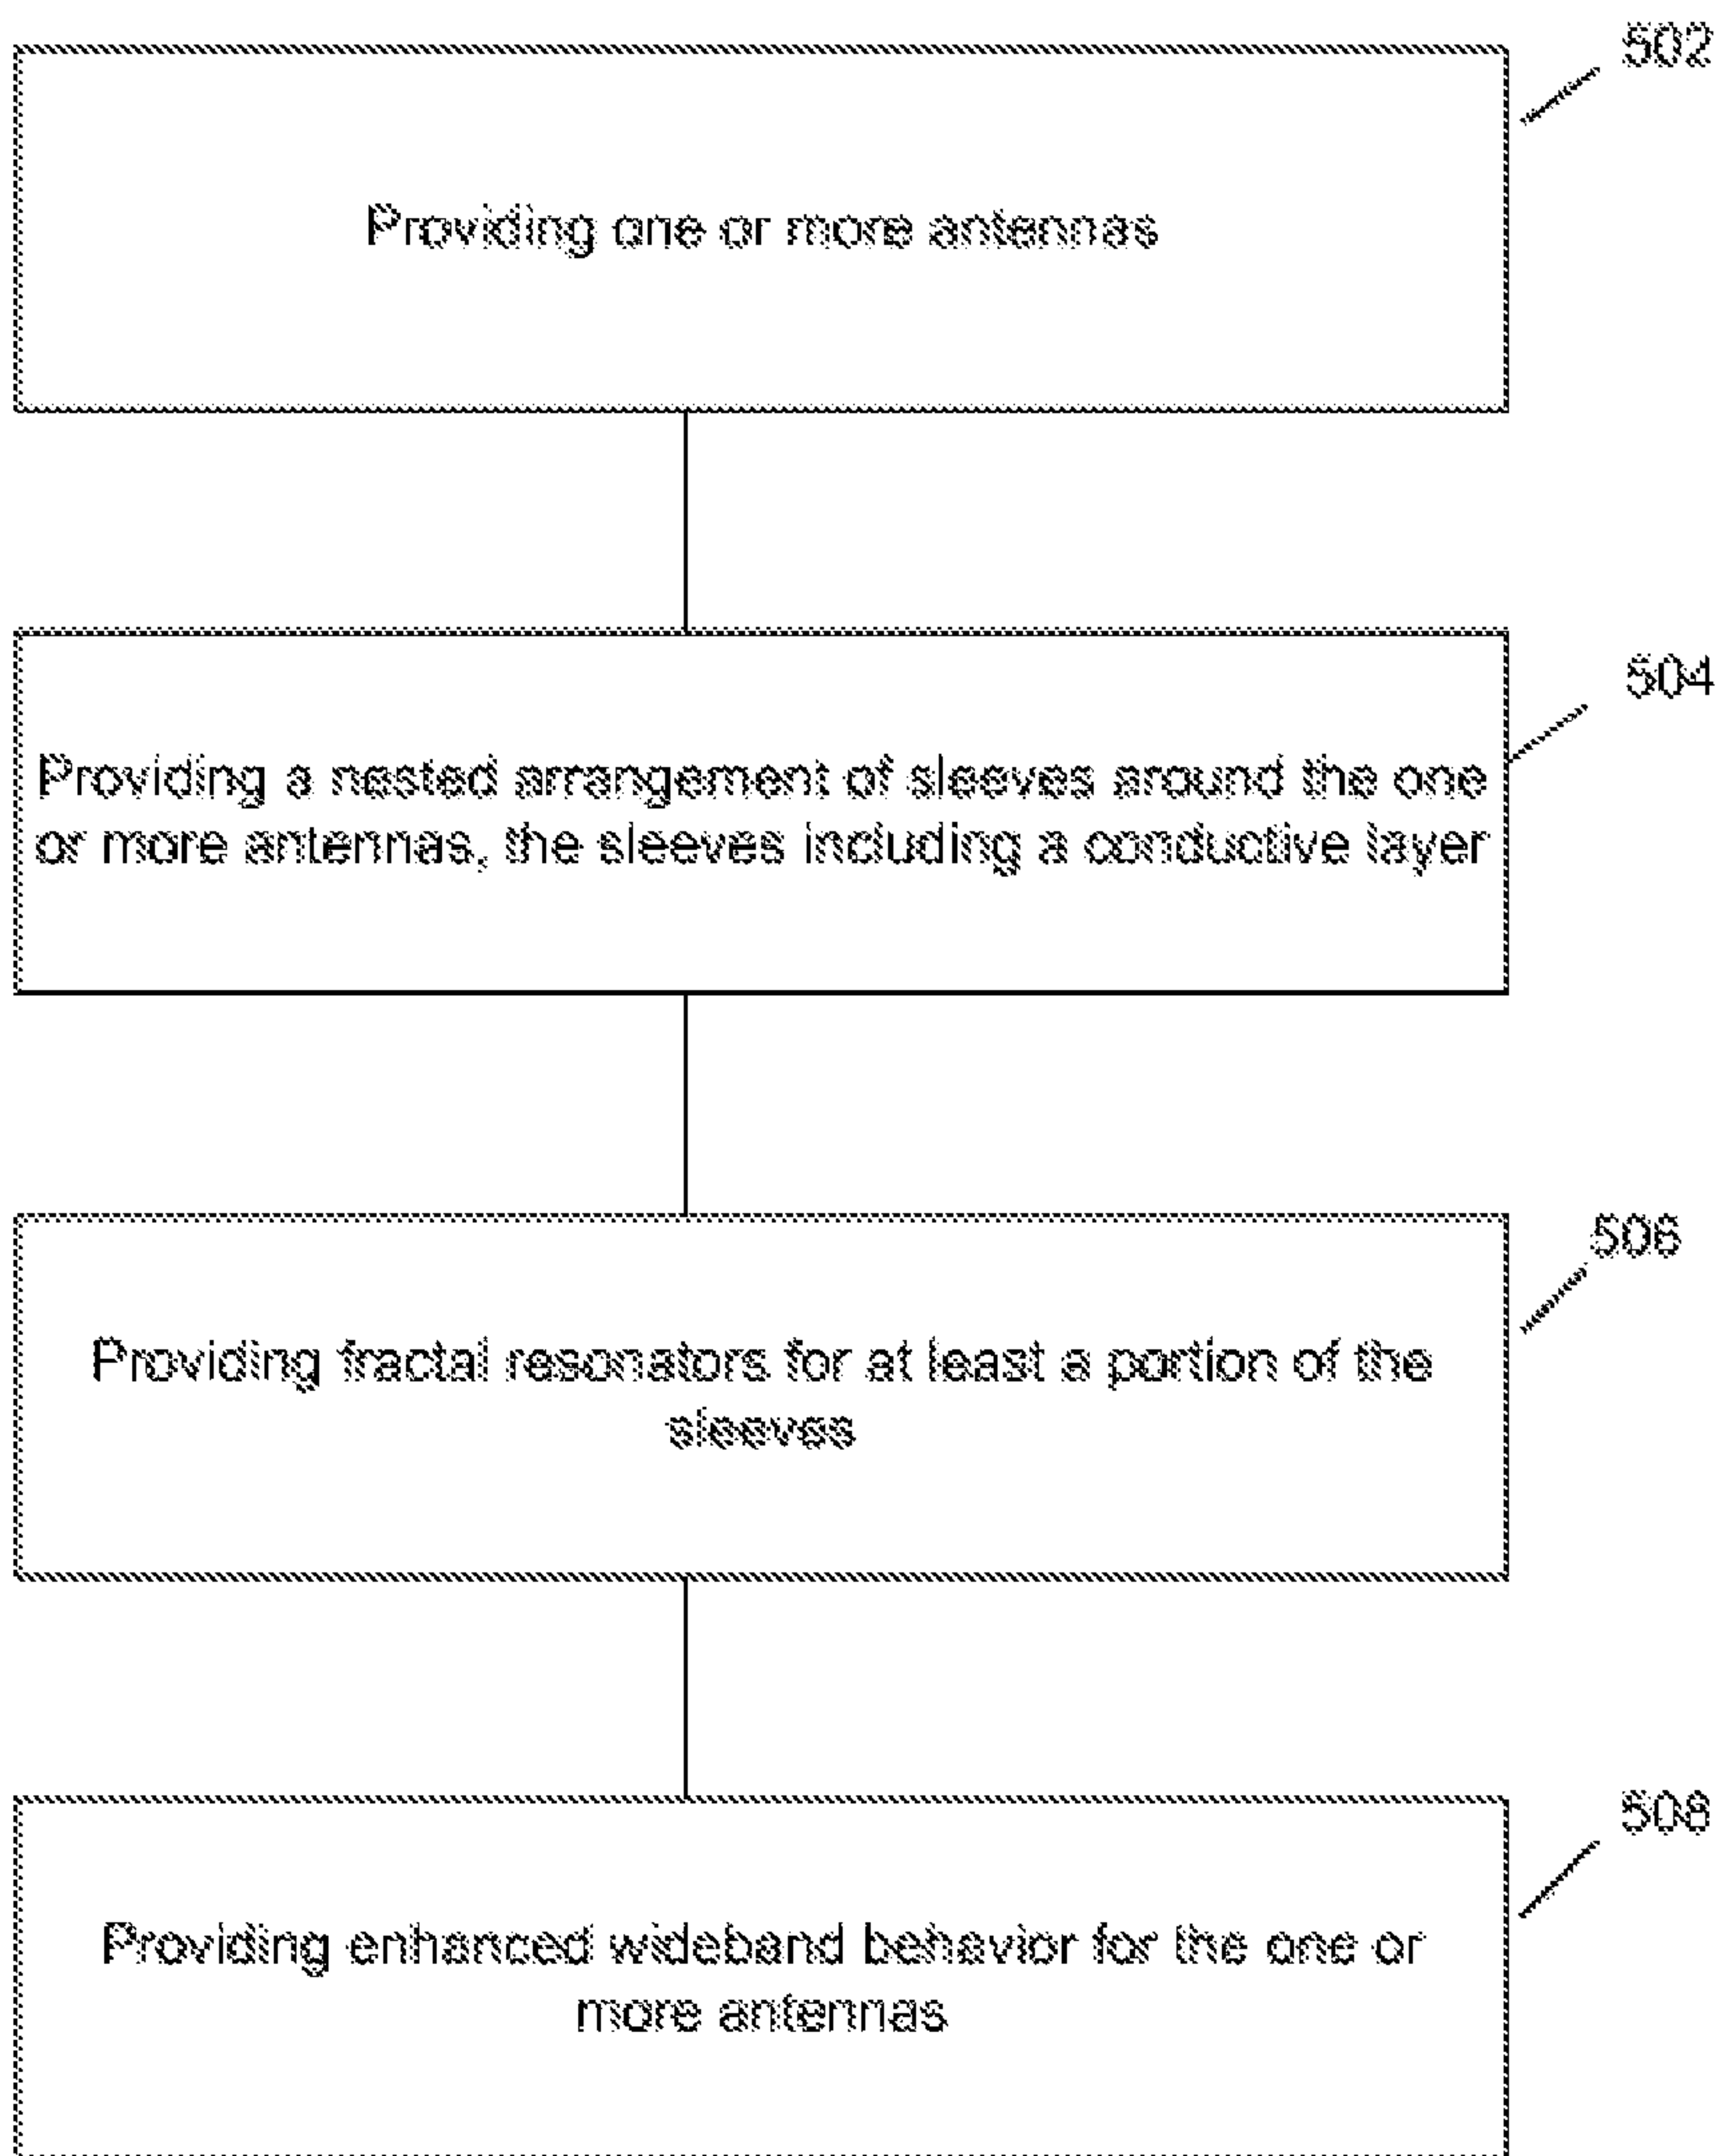 502
Providing one or more antennas
504
Providing a nested arrangement of sleeves around the one
or more antennas, the sleeves including a conductive layer
506
Providing fractal resonators for at least a portion of the
sleeves
508
Providing enhanced wideband behavior for the one or
more antennas